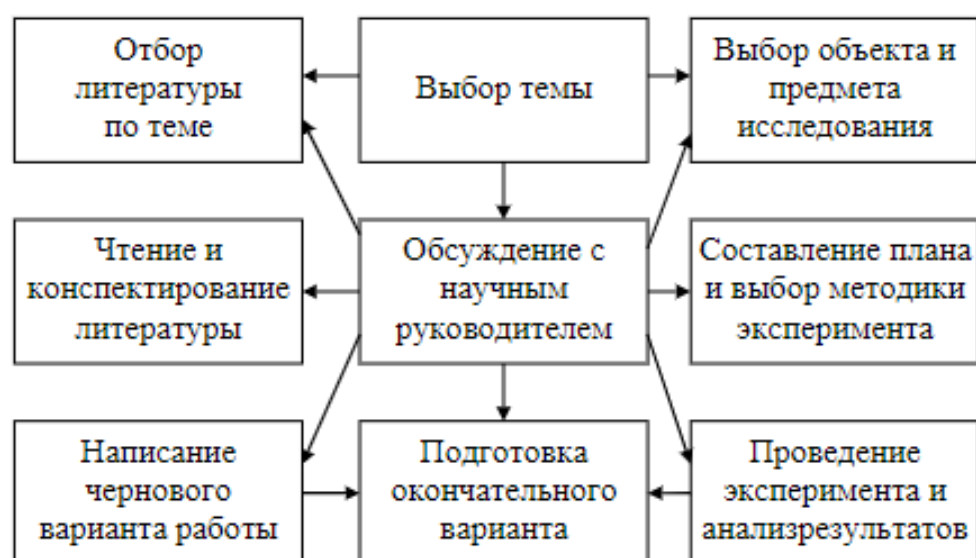 Отбор
литературы
по теме
Выбор темы
Выбор объекта и
предмета
исследования
Чтение и
конспектирование
литературы
Обсуждение с
научным
руководителем
Составление плана
и выбор методики
эксперимента
Написание
чернового
варианта работы
Подготовка
окончательного
варианта
Проведение
эксперимента и
анализрезультатов